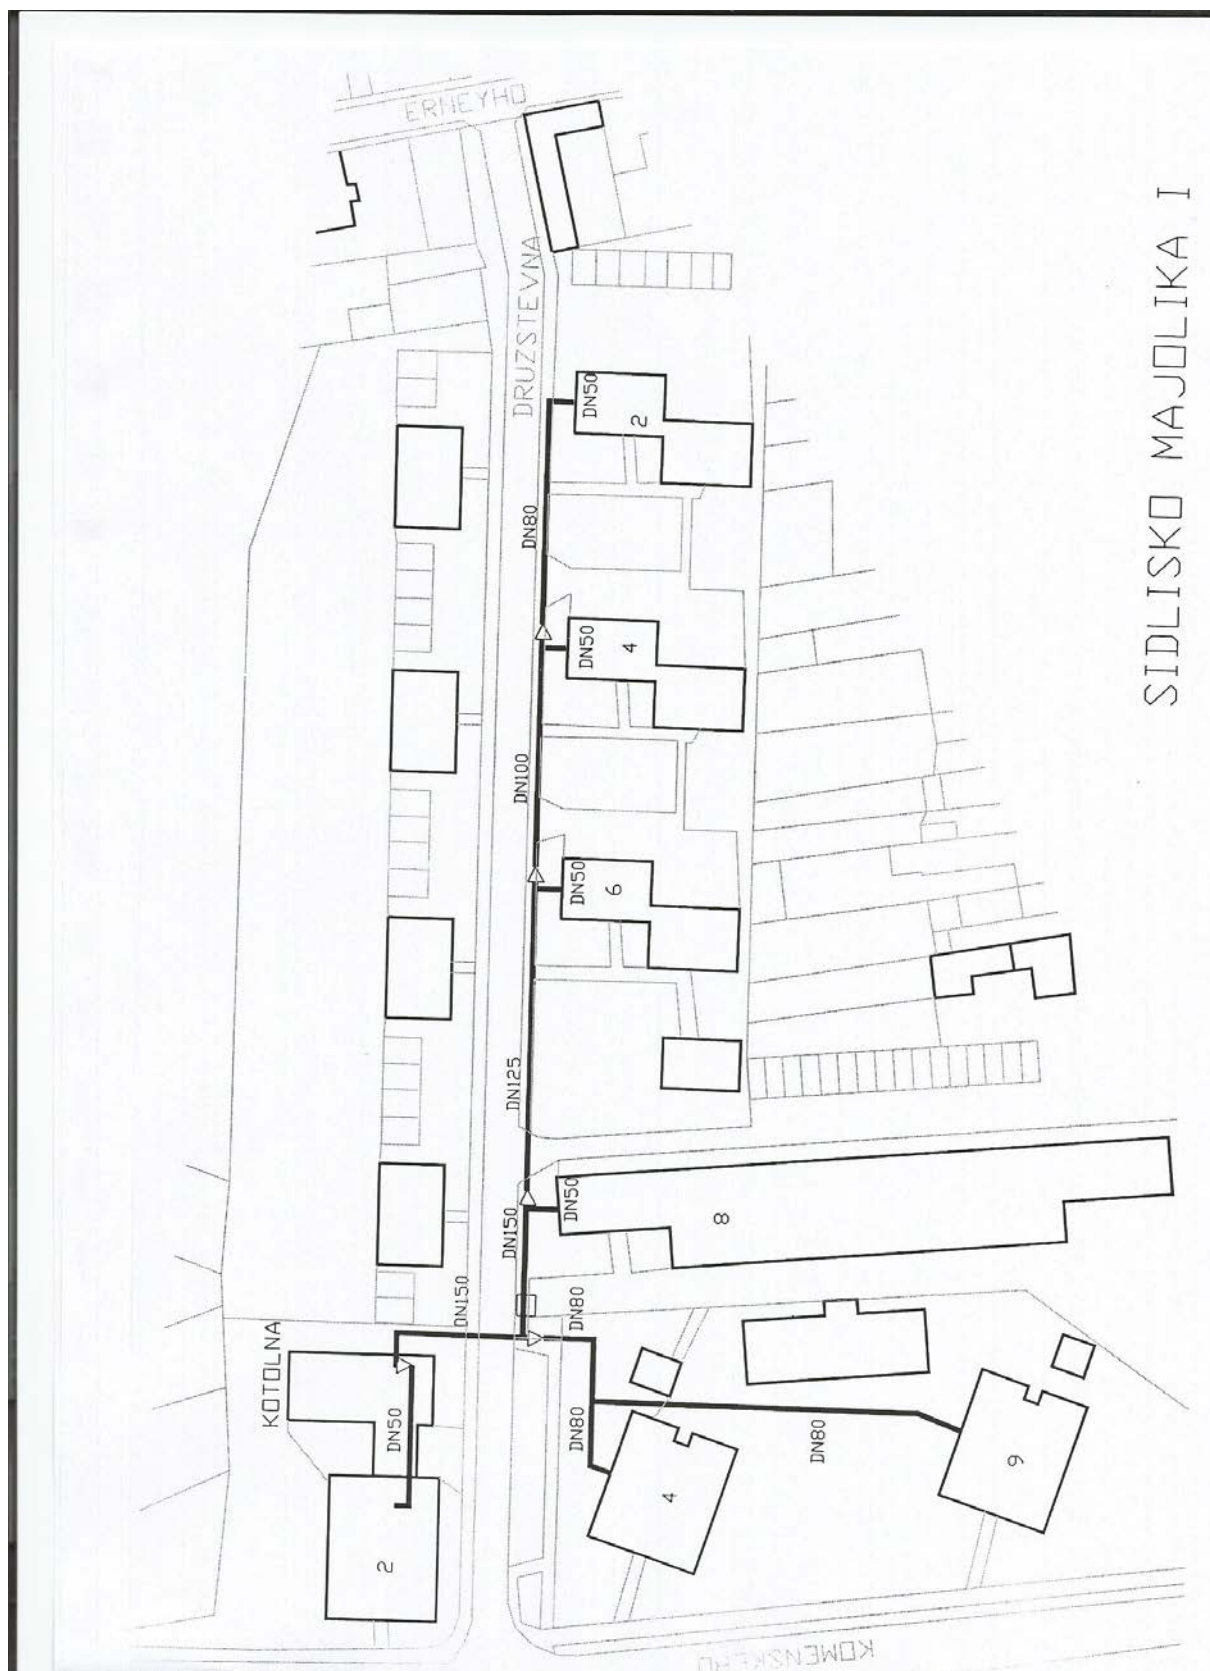 SIDLISKO MAJOLIKA I
ERNEYHO
DRUZSTEVNA
DN50
2
DN80
DN50
4
DN100
DN50
6
DN125
DN50
8
DN150
DN150
DN80
KOTOLNA
DN50
2
DN80
4
DN80
9
KOMENSKEHO